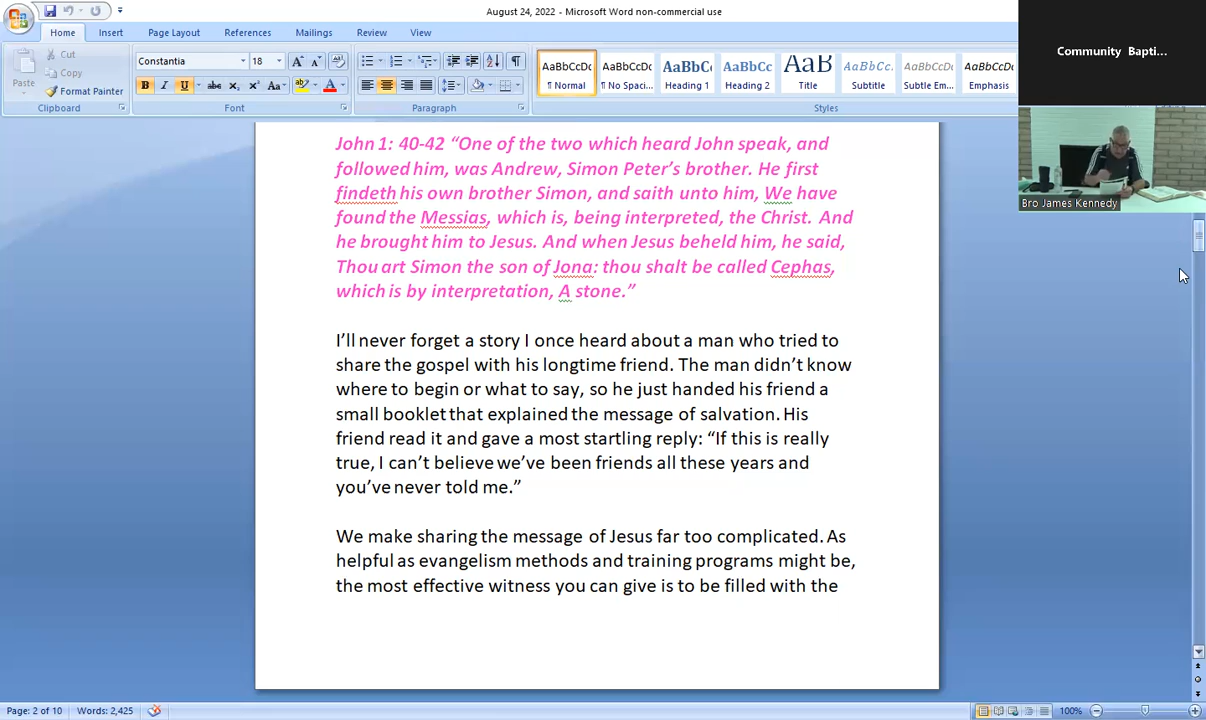 August 24, 2022 - Microsoft Word non-commercial use
Home Insert Page Layout References Mailings Review View
Paste
Cut
Copy
Format Painter
Clipboard
Constantia 18
B I U abe X₂ X² Aa
Font
Paragraph
AaBbCcDc AaBbCcDc AaBbC AaBbCc AaB AaBbCcI AaBbCcDc AaBbCcDc
¶ Normal ¶ No Spaci... Heading 1 Heading 2 Title Subtitle Subtle Em... Emphasis
Styles
Community Bapti...
Bro James Kennedy
John 1: 40-42 “One of the two which heard John speak, and
followed him, was Andrew, Simon Peter’s brother. He first
findeth his own brother Simon, and saith unto him, We have
found the Messias, which is, being interpreted, the Christ. And
he brought him to Jesus. And when Jesus beheld him, he said,
Thou art Simon the son of Jona: thou shalt be called Cephas,
which is by interpretation, A stone.”
I’ll never forget a story I once heard about a man who tried to
share the gospel with his longtime friend. The man didn’t know
where to begin or what to say, so he just handed his friend a
small booklet that explained the message of salvation. His
friend read it and gave a most startling reply: “If this is really
true, I can’t believe we’ve been friends all these years and
you’ve never told me.”
We make sharing the message of Jesus far too complicated. As
helpful as evangelism methods and training programs might be,
the most effective witness you can give is to be filled with the
Page: 2 of 10 Words: 2,425 100%